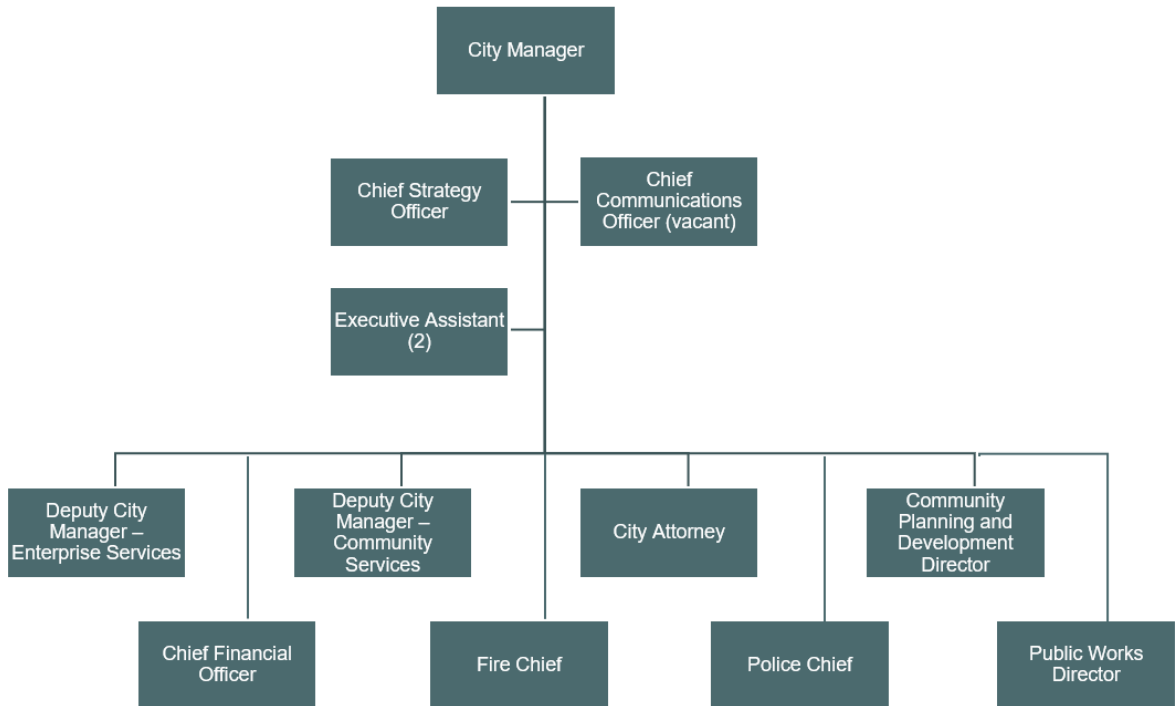 City Manager
Chief Strategy
Officer
Chief
Communications
Officer (vacant)
Executive Assistant
(2)
Deputy City
Manager –
Enterprise Services
Deputy City
Manager –
Community
Services
City Attorney
Community
Planning and
Development
Director
Chief Financial
Officer
Fire Chief
Police Chief
Public Works
Director